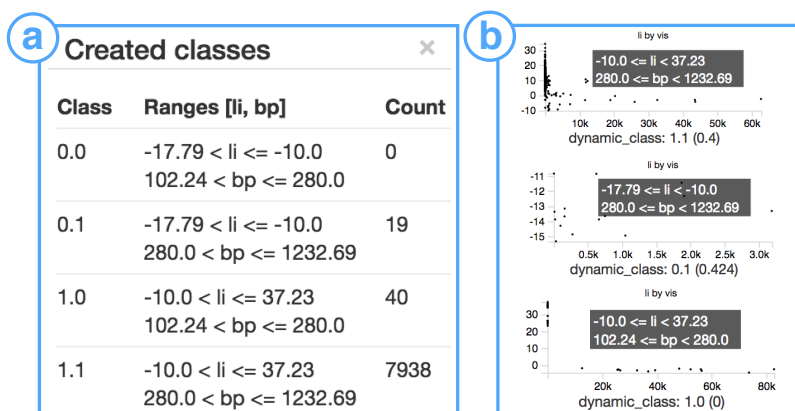 a
Created classes ×
Class Ranges [li, bp] Count
0.0 -17.79 < li <= -10.0 0
102.24 < bp <= 280.0
0.1 -17.79 < li <= -10.0 19
280.0 < bp <= 1232.69
1.0 -10.0 < li <= 37.23 40
102.24 < bp <= 280.0
1.1 -10.0 < li <= 37.23 7938
280.0 < bp <= 1232.69
b
li by vis
30
20
10
0
-10
-10.0 <= li < 37.23
280.0 <= bp < 1232.69
10k 20k 30k 40k 50k 60k
dynamic_class: 1.1 (0.4)
li by vis
-11
-12
-13
-14
-15
-17.79 <= li < -10.0
280.0 <= bp < 1232.69
0.5k 1.0k 1.5k 2.0k 2.5k 3.0k
dynamic_class: 0.1 (0.424)
li by vis
30
20
10
0
-10.0 <= li < 37.23
102.24 <= bp < 280.0
20k 40k 60k 80k
dynamic_class: 1.0 (0)